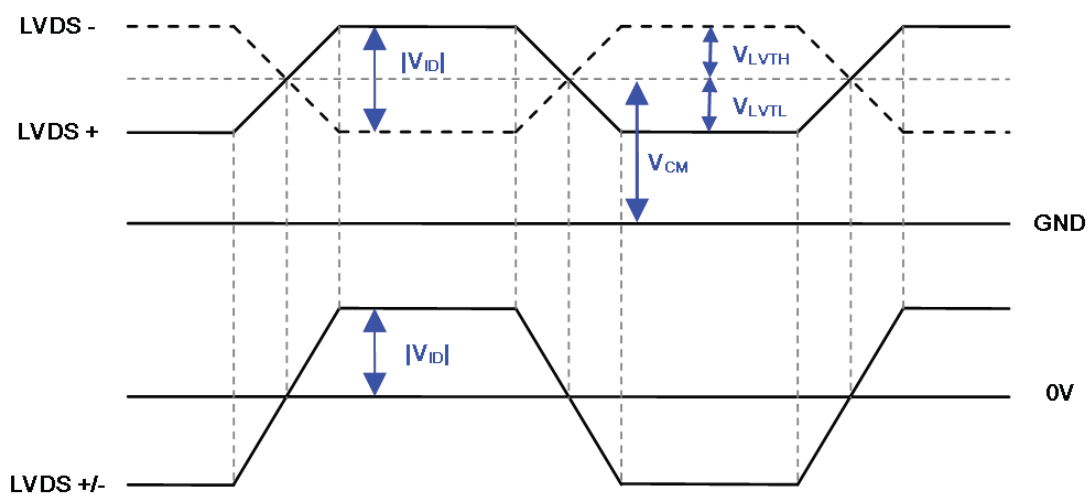 LVDS -
|VID|
VLVTH
LVDS +
VLVTL
VCM
GND
|VID|
0V
LVDS +/-